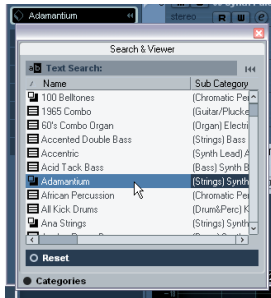 Adamantium
stereo R W e
Search & Viewer
ab Text Search:
/ Name Sub Category
100 Belltones (Chromatic Per
1965 Combo (Guitar/Plucke
60's Combo Organ (Organ) Electri
Accented Double Bass (Strings) Bass
Accentric (Synth Lead) A
Acid Tack Bass (Bass) Synth B
Adamantium (Strings) Synth
African Percussion (Chromatic Per
All Kick Drums (Drum&Perc) K
Ana Strings (Strings) Synth
Reset
Categories